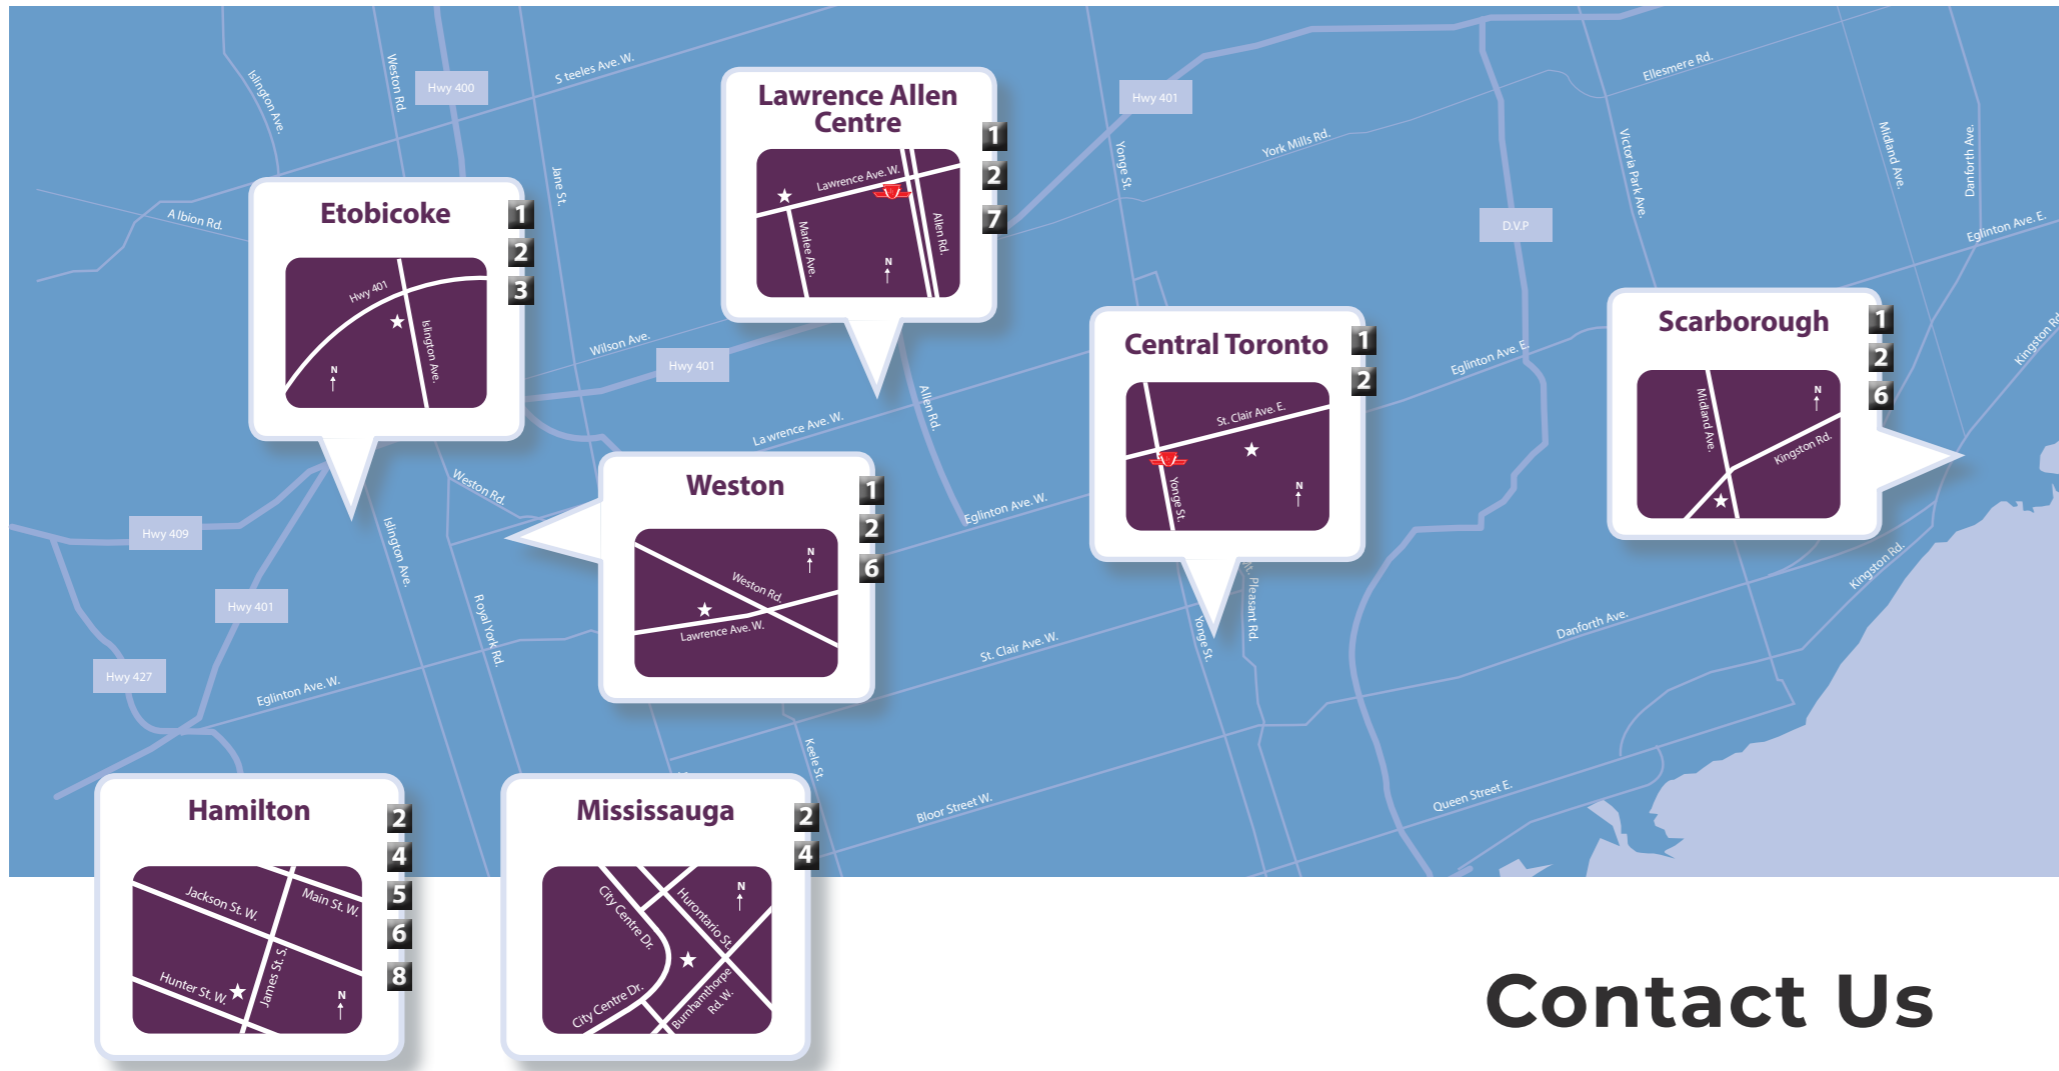 Islington Ave.
Weston Rd.
Hwy 400
S teeles Ave. W.
Jane St.
Albion Rd.
Hwy 401
Yonge St.
York Mills Rd.
Ellesmere Rd.
Victoria Park Ave.
Midland Ave.
Danforth Ave.
D.V.P
Eglinton Ave. E.
Kingston Rd.
Etobicoke
1
2
3
Hwy 401
Islington Ave.
N
Lawrence Allen
Centre
1
2
7
Lawrence Ave. W.
Marlee Ave.
Allen Rd.
N
Wilson Ave.
Hwy 401
Lawrence Ave. W.
Allen Rd.
Eglinton Ave. W.
Central Toronto
1
2
St. Clair Ave. E.
Yonge St.
N
Eglinton Ave. E.
Scarborough
1
2
6
Midland Ave.
Kingston Rd.
N
Weston Rd.
Hwy 409
Islington Ave.
Hwy 401
Royal York Rd.
Hwy 427
Eglinton Ave. W.
Weston
1
2
6
Weston Rd.
Lawrence Ave. W.
N
St. Clair Ave. W.
Yonge St.
t. Pleasant Rd.
Danforth Ave.
Kingston Rd.
Keele St.
Bloor Street W.
Queen Street E.
Hamilton
2
4
5
6
8
Jackson St. W.
Main St. W.
Hunter St. W.
James St. S.
N
Mississauga
2
4
City Centre Dr.
Hurontario St.
City Centre Dr.
Burnhamthorpe
Rd. W.
N
Contact Us